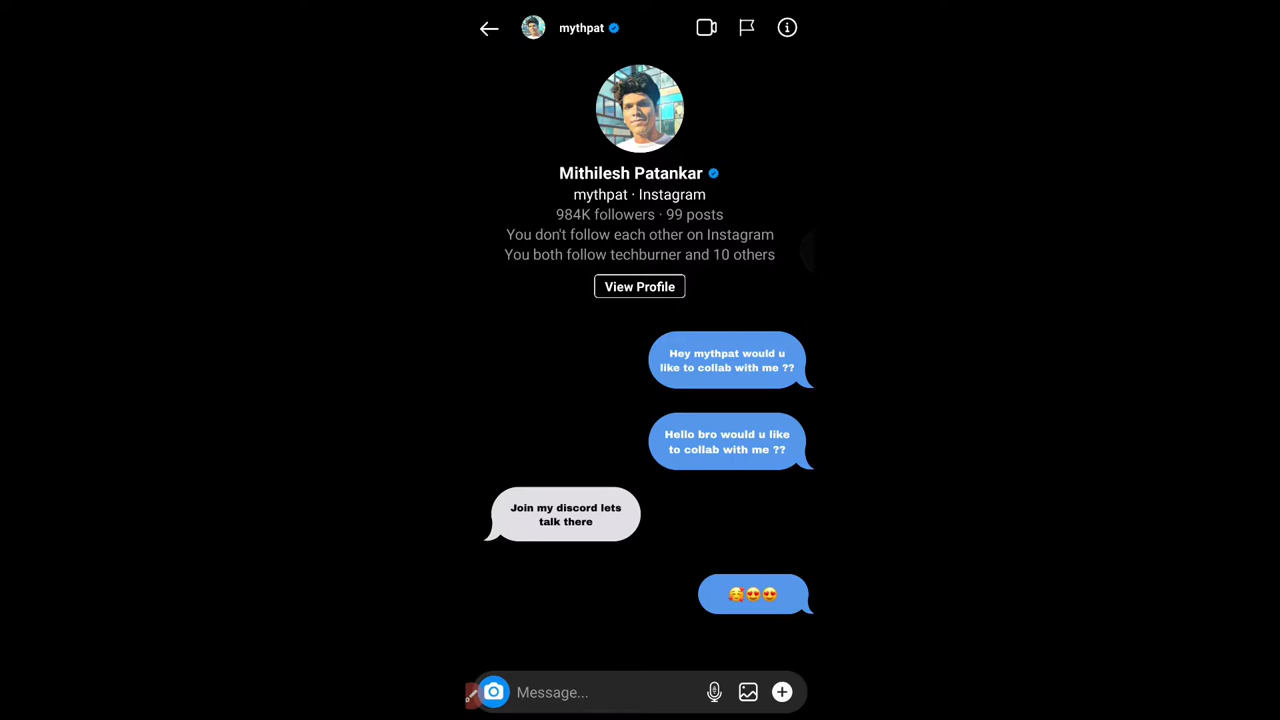 mythpat
Mithilesh Patankar
mythpat · Instagram
984K followers · 99 posts
You don't follow each other on Instagram
You both follow techburner and 10 others
View Profile
Hey mythpat would u
like to collab with me ??
Hello bro would u like
to collab with me ??
Join my discord lets
talk there
🥰😍😍
Message...